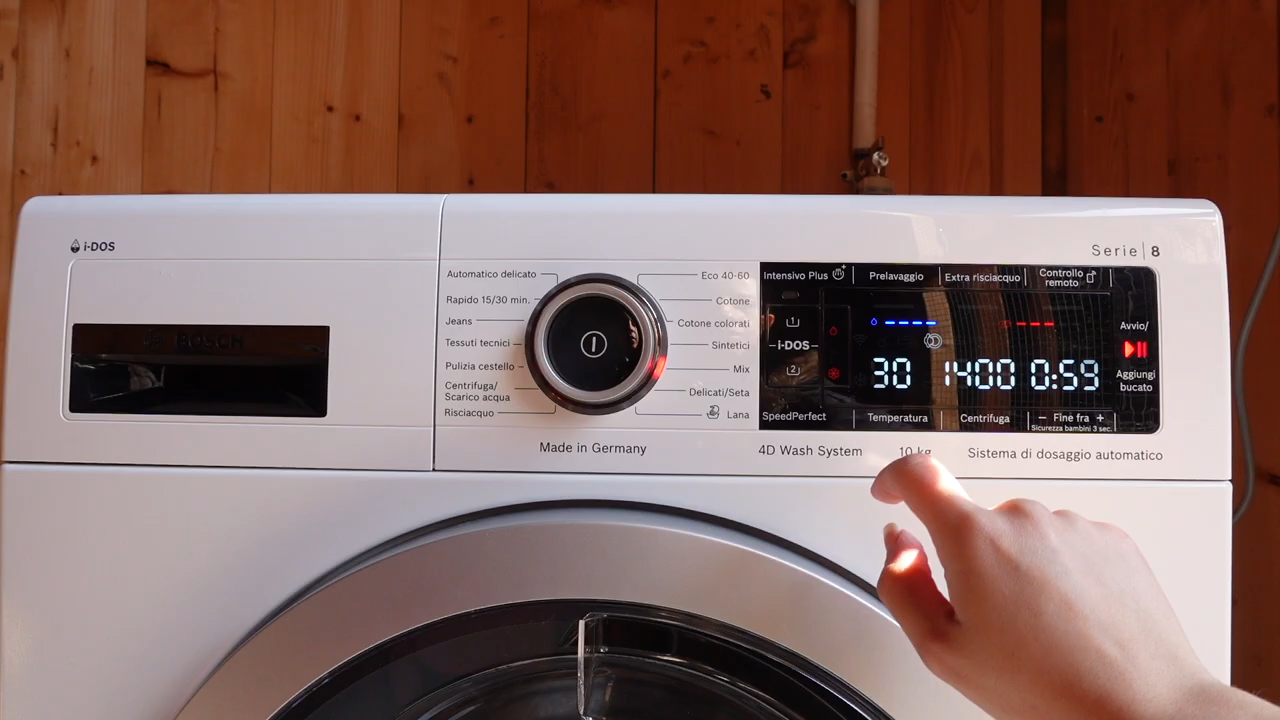 i-DOS
Serie | 8
BOSCH
Automatico delicato
Rapido 15/30 min.
Jeans
Tessuti tecnici
Pulizia cestello
Centrifuga/
Scarico acqua
Risciacquo
Eco 40-60
Cotone
Cotone colorati
Sintetici
Mix
Delicati/Seta
Lana
Intensivo Plus
Prelavaggio
Extra risciacquo
Controllo
remoto
1
i-DOS
2
30
1400
0:59
Avvio/
Aggiungi
bucato
SpeedPerfect
Temperatura
Centrifuga
− Fine fra +
Sicurezza bambini 3 sec.
Made in Germany
4D Wash System
10 kg
Sistema di dosaggio automatico